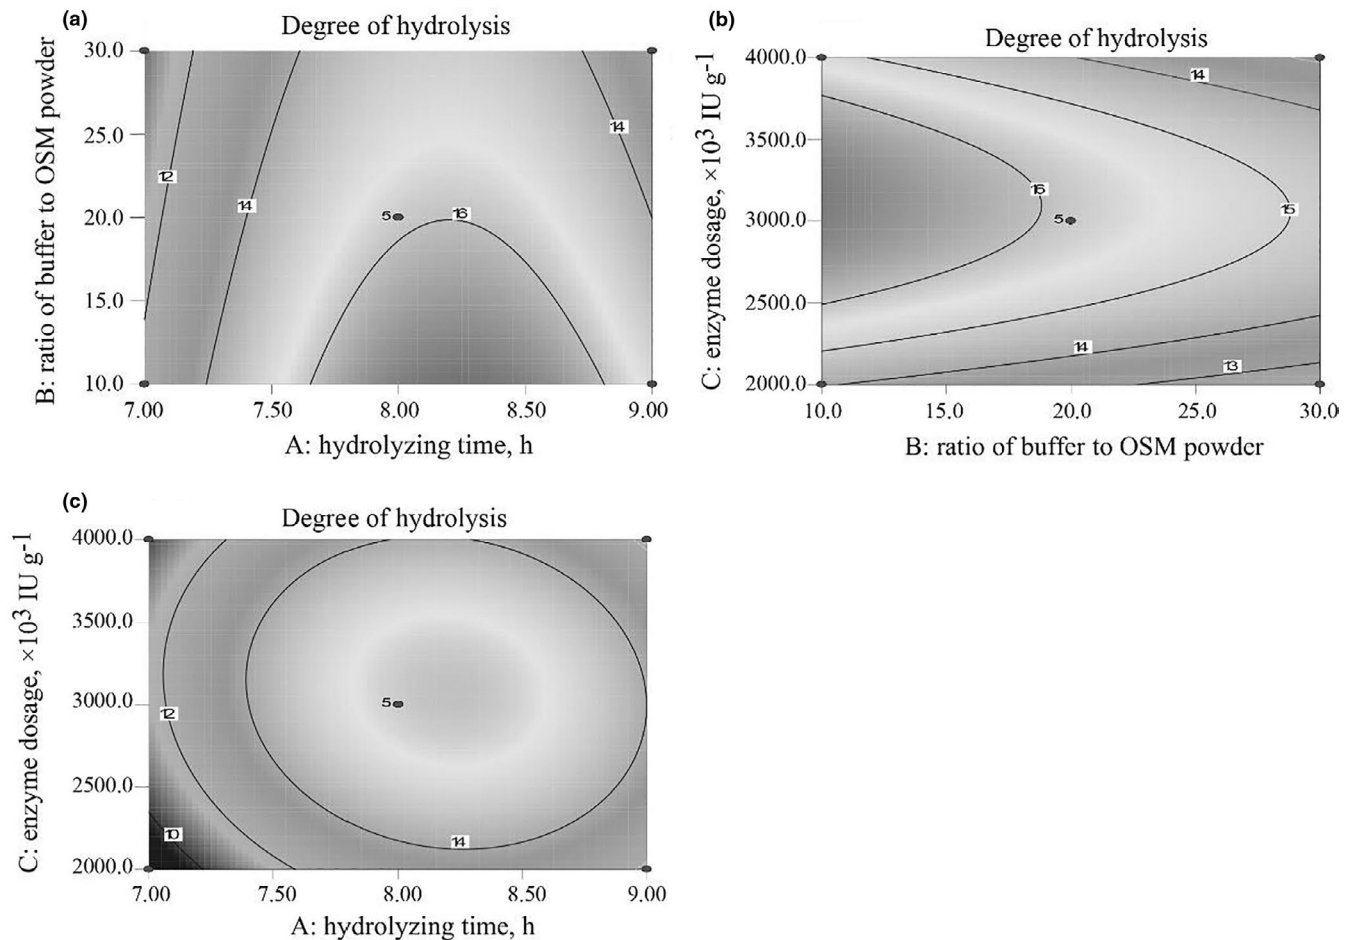 (a)
Degree of hydrolysis
B: ratio of buffer to OSM powder
30.0
25.0
20.0
15.0
10.0
12
14
5
16
14
7.00 7.50 8.00 8.50 9.00
A: hydrolyzing time, h
(b)
Degree of hydrolysis
C: enzyme dosage, ×10³ IU g⁻¹
4000.0
3500.0
3000.0
2500.0
2000.0
14
16
5
15
14
13
10.0 15.0 20.0 25.0 30.0
B: ratio of buffer to OSM powder
(c)
Degree of hydrolysis
C: enzyme dosage, ×10³ IU g⁻¹
4000.0
3500.0
3000.0
2500.0
2000.0
5
12
14
10
7.00 7.50 8.00 8.50 9.00
A: hydrolyzing time, h